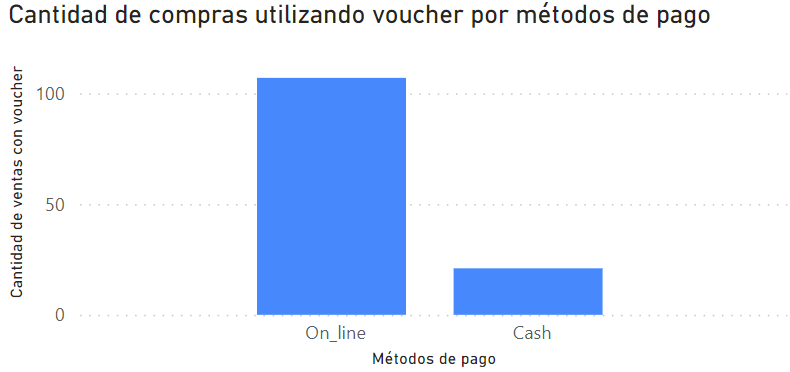 Cantidad de compras utilizando voucher por métodos de pago
Cantidad de ventas con voucher
100
50
0
On_line
Cash
Métodos de pago